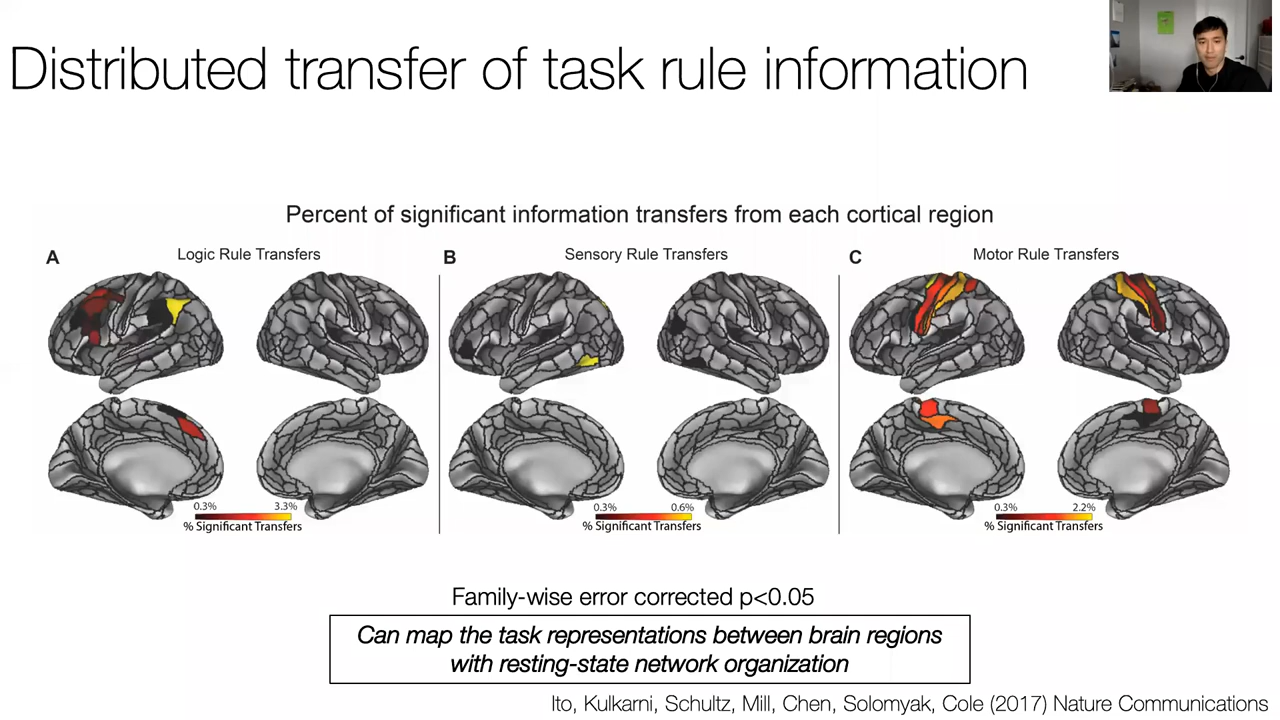 Distributed transfer of task rule information
Percent of significant information transfers from each cortical region
A
Logic Rule Transfers
B
Sensory Rule Transfers
C
Motor Rule Transfers
0.3% 3.3%
% Significant Transfers
0.3% 0.6%
% Significant Transfers
0.3% 2.2%
% Significant Transfers
Family-wise error corrected p<0.05
Can map the task representations between brain regions
with resting-state network organization
Ito, Kulkarni, Schultz, Mill, Chen, Solomyak, Cole (2017) Nature Communications